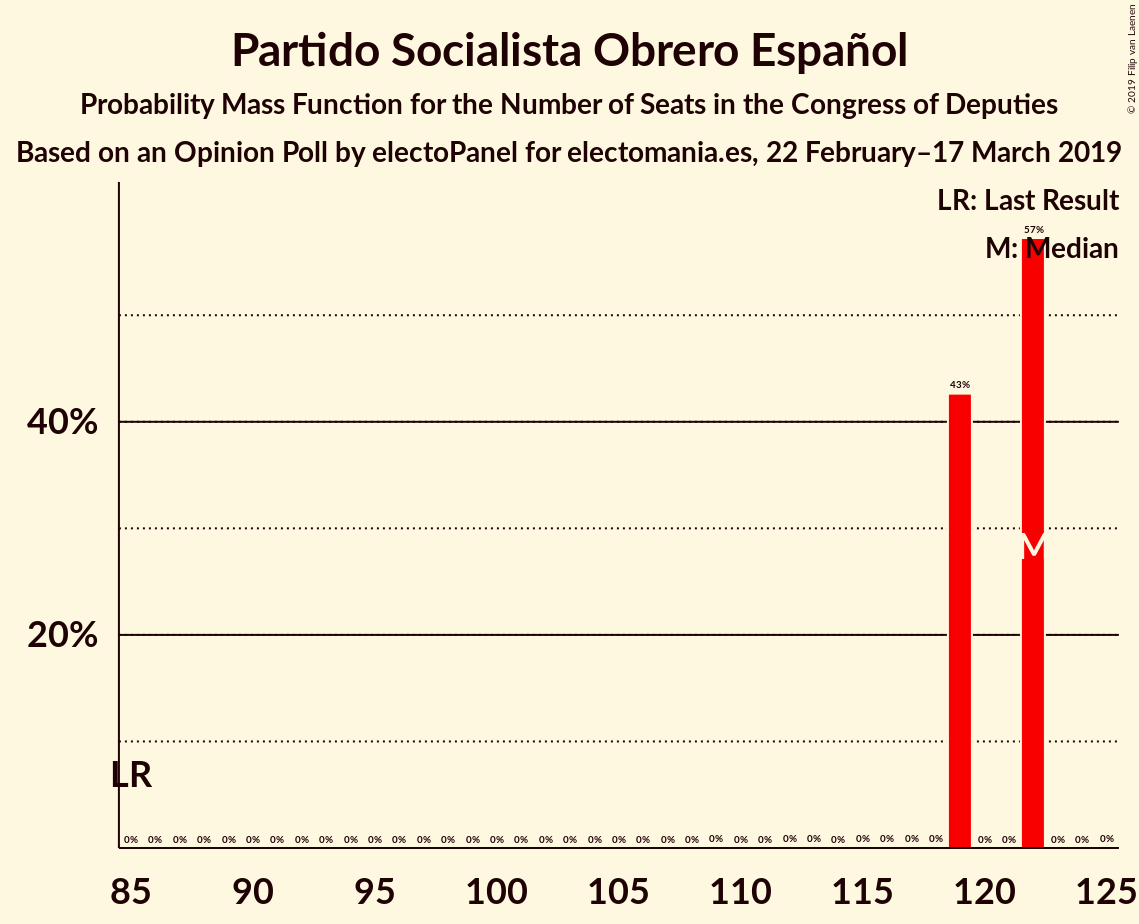 Partido Socialista Obrero Español
Probability Mass Function for the Number of Seats in the Congress of Deputies
Based on an Opinion Poll by electoPanel for electomania.es, 22 February–17 March 2019
© 2019 Filip van Laenen
LR: Last Result
M: Median
57%
43%
40%
20%
M
LR
0% 0% 0% 0% 0% 0% 0% 0% 0% 0% 0% 0% 0% 0% 0% 0% 0% 0% 0% 0% 0% 0% 0% 0% 0% 0% 0% 0% 0% 0% 0% 0% 0% 0% 0% 0% 0% 0% 0%
85 90 95 100 105 110 115 120 125